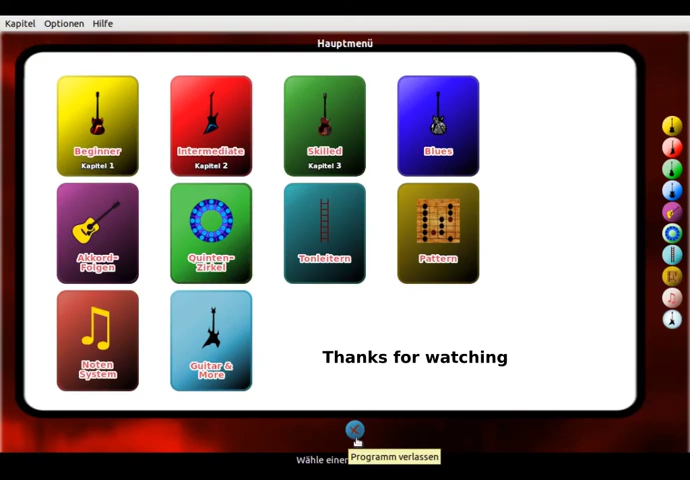 Kapitel Optionen Hilfe
Hauptmenü
Beginner
Kapitel 1
Intermediate
Kapitel 2
Skilled
Kapitel 3
Blues
Akkord-
Folgen
Quinten-
Zirkel
Tonleitern
Pattern
Noten
System
Guitar &
More
Thanks for watching
Wähle einer
Programm verlassen